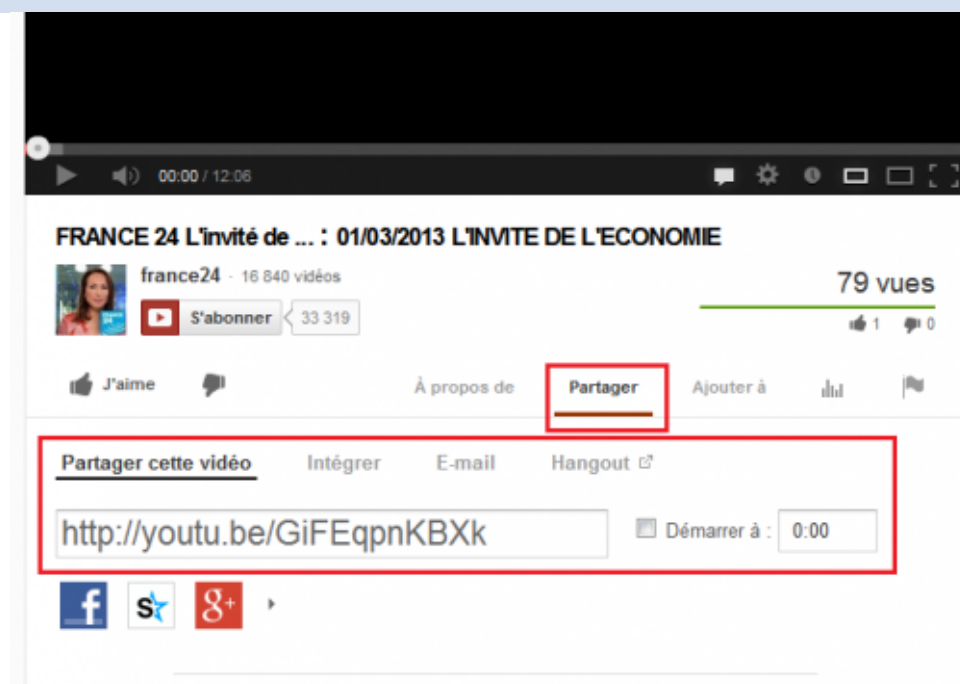 00:00 / 12:06
FRANCE 24 L'invité de ... : 01/03/2013 L'INVITE DE L'ECONOMIE
france24 - 16 840 vidéos
79 vues
S'abonner 33 319
1 0
J'aime À propos de Partager Ajouter à
Partager cette vidéo Intégrer E-mail Hangout
http://youtu.be/GiFEqpnKBXk Démarrer à : 0:00
f S 8+